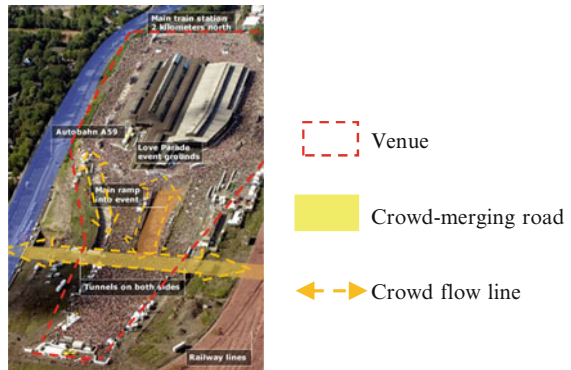 Main train station
2 kilometers north
Autobahn A59
Love Parade
event grounds
Main ramp
into event
Tunnels on both sides
Railway lines
Venue
Crowd-merging road
Crowd flow line